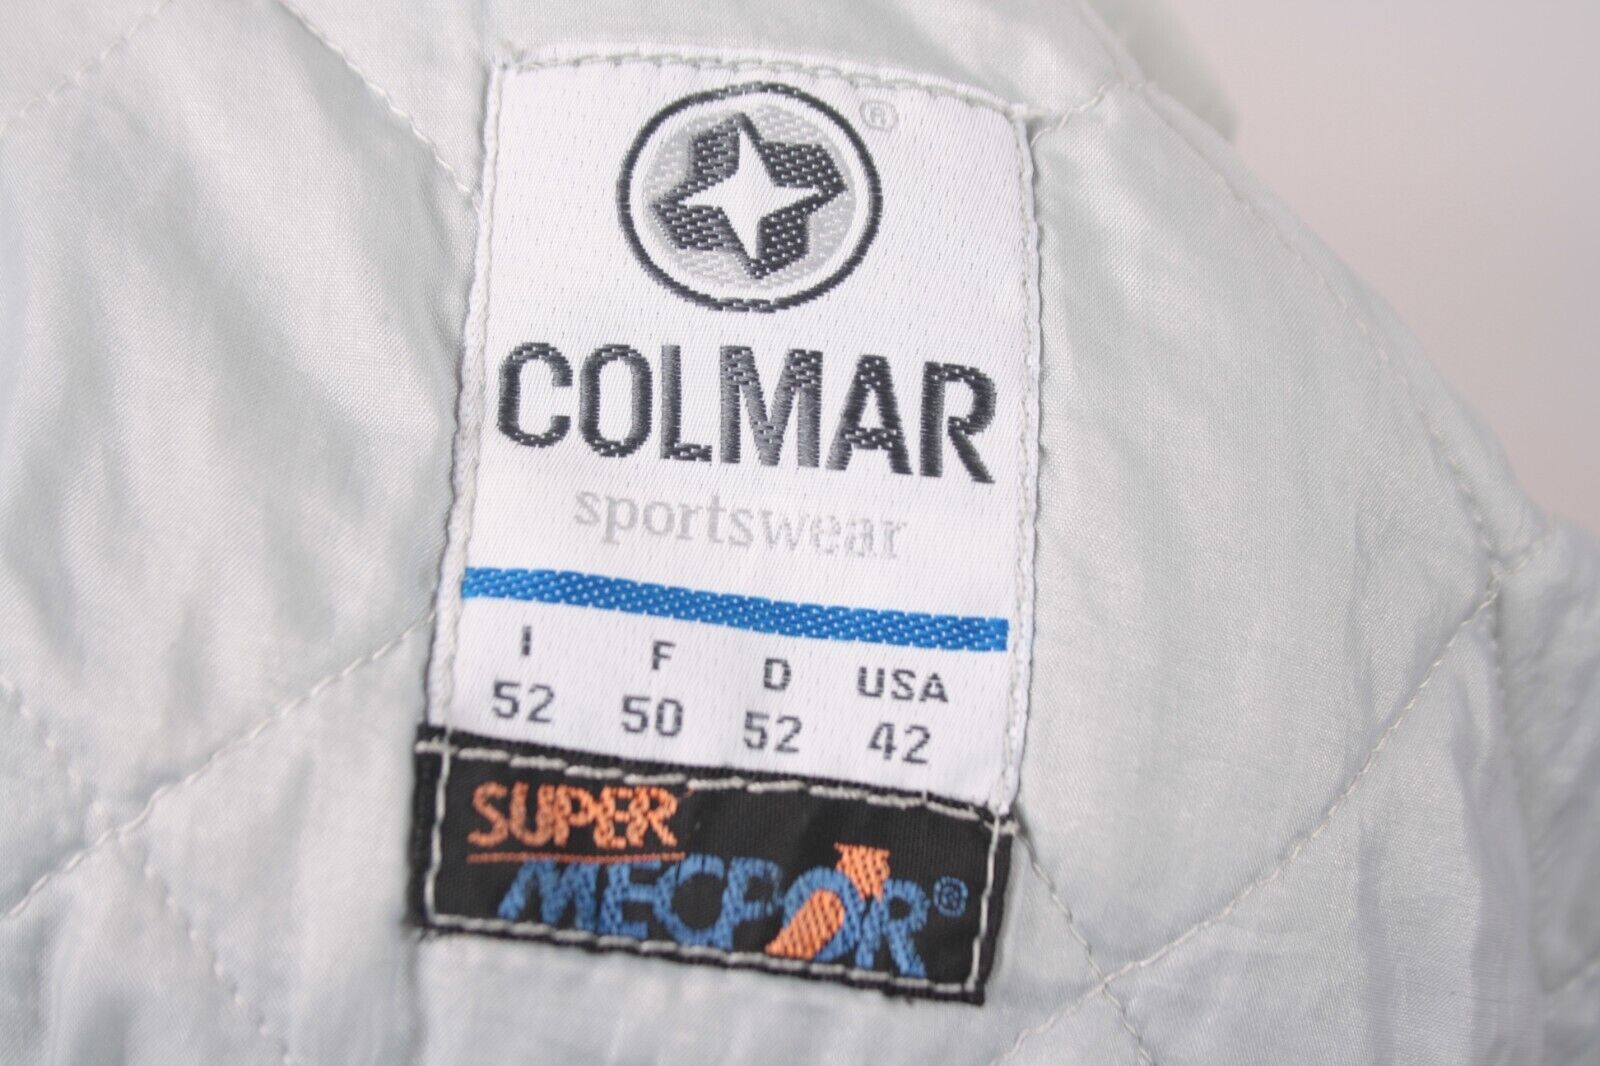 ®
COLMAR
sportswear
I F D USA
52 50 52 42
SUPER
MECPOR®